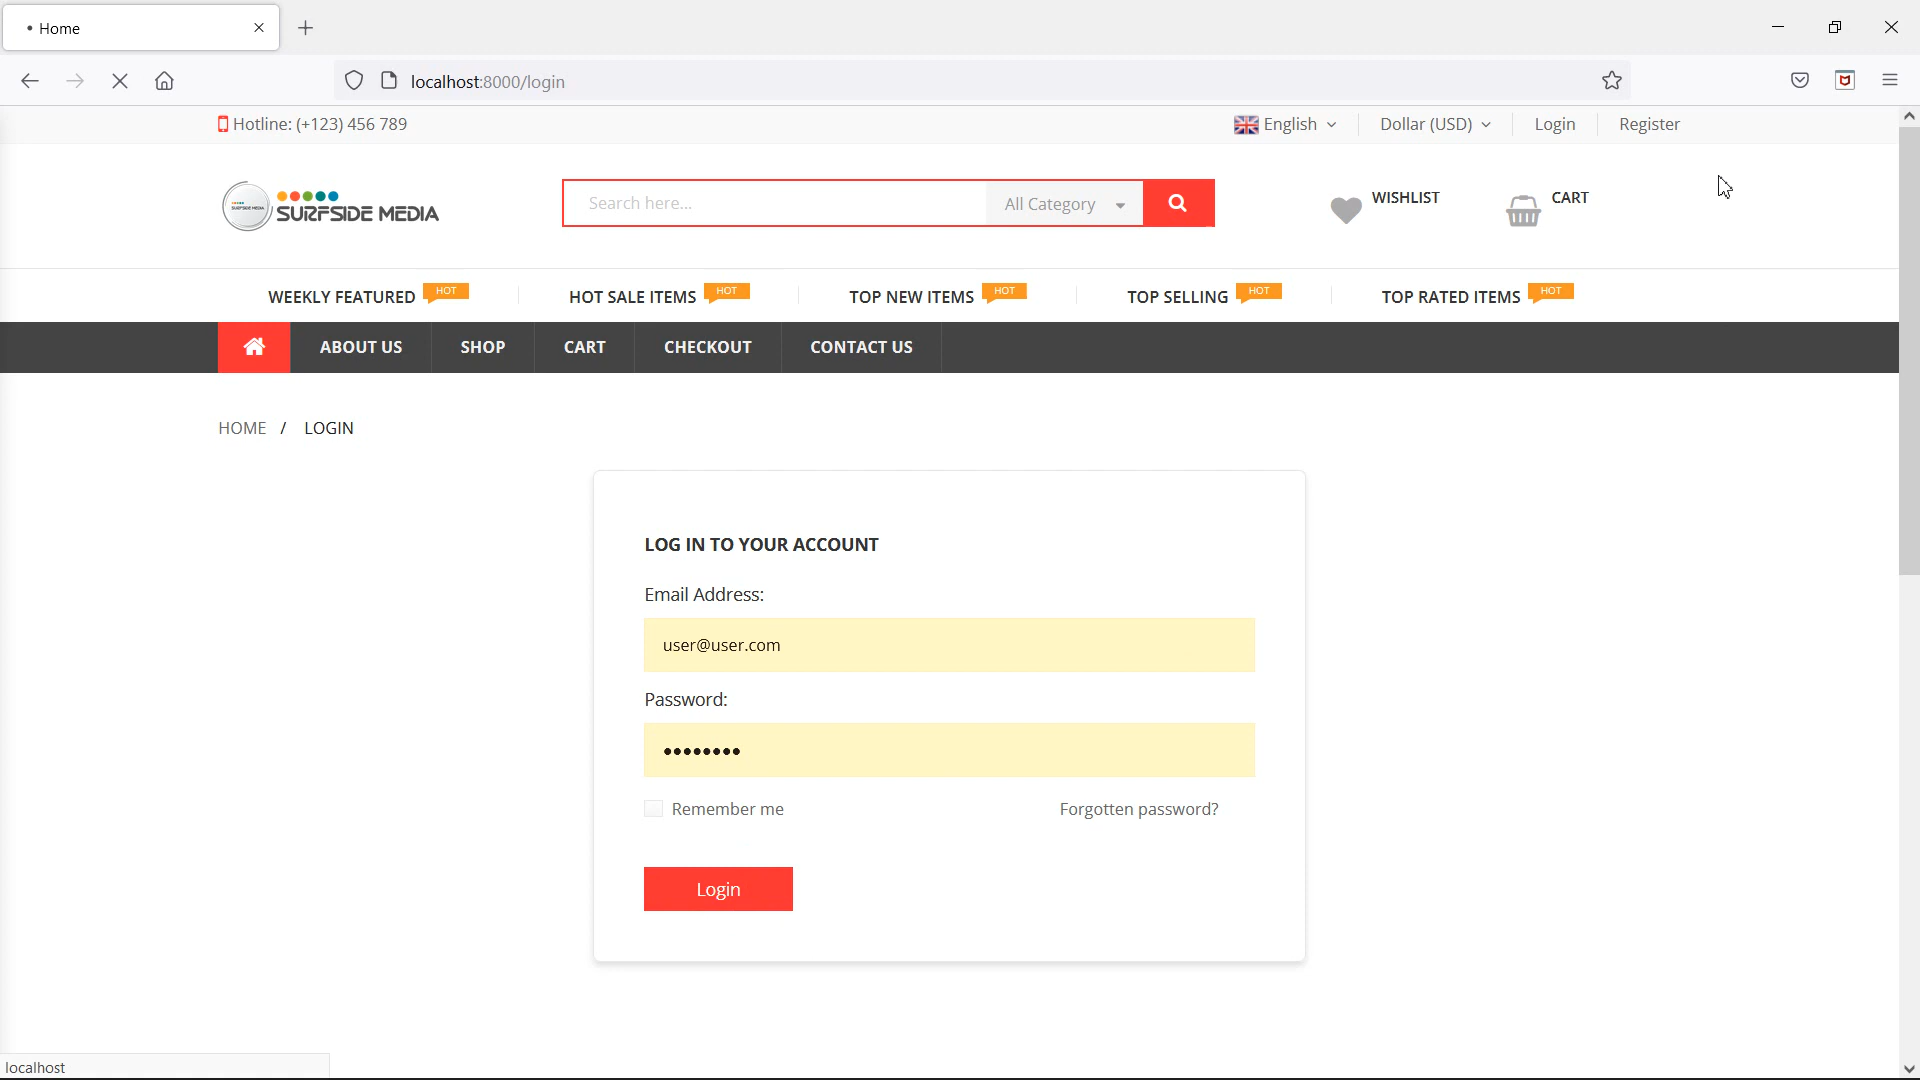 • Home
localhost:8000/login
Hotline: (+123) 456 789
English
Dollar (USD)
Login
Register
SURFSIDE MEDIA
SURFSIDE MEDIA
Search here...
All Category
WISHLIST
CART
WEEKLY FEATURED HOT
HOT SALE ITEMS HOT
TOP NEW ITEMS HOT
TOP SELLING HOT
TOP RATED ITEMS HOT
ABOUT US
SHOP
CART
CHECKOUT
CONTACT US
HOME / LOGIN
LOG IN TO YOUR ACCOUNT
Email Address:
user@user.com
Password:
••••••••
Remember me
Forgotten password?
Login
localhost